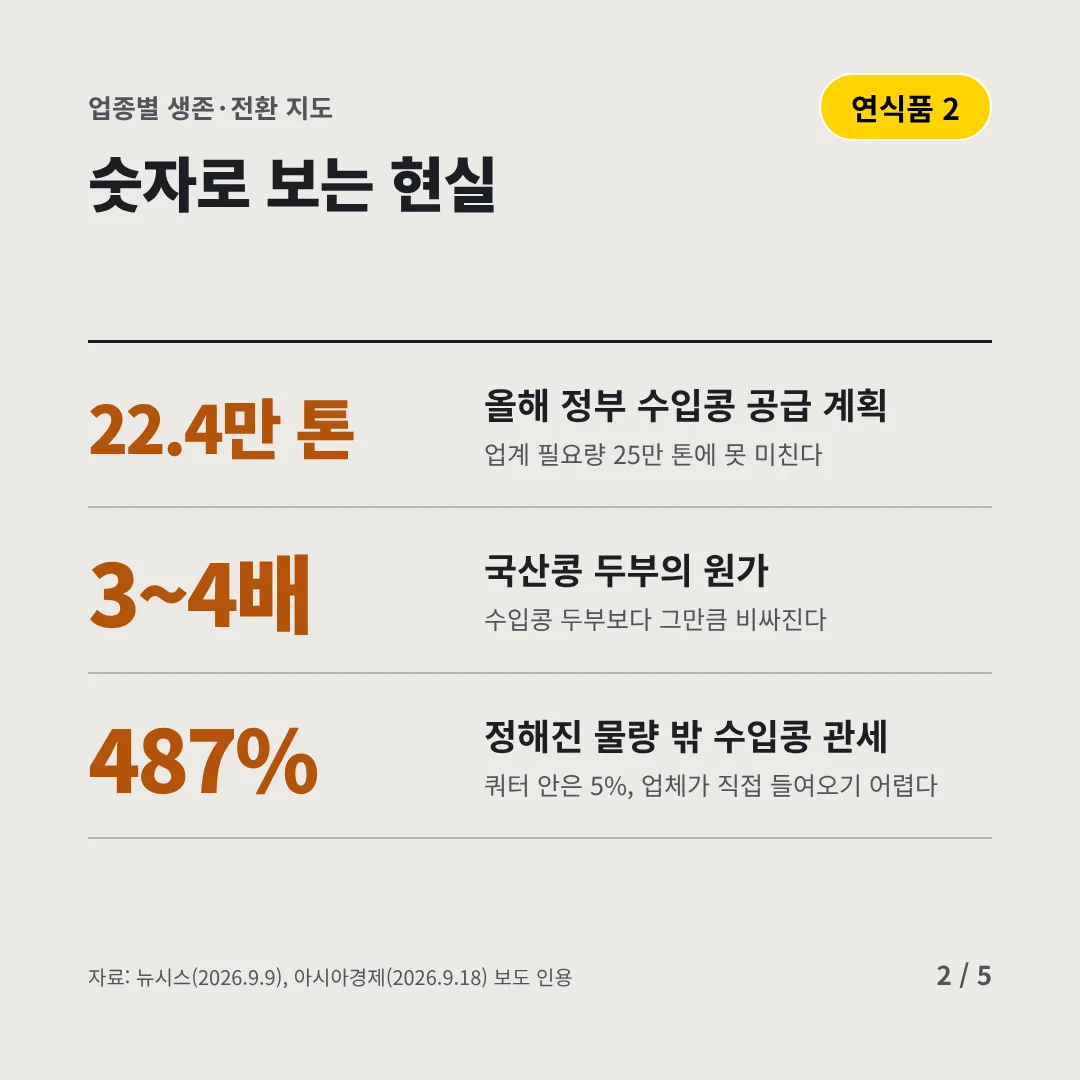 업종별 생존·전환 지도
연식품 2
숫자로 보는 현실
22.4만 톤
올해 정부 수입콩 공급 계획
업계 필요량 25만 톤에 못 미친다
3~4배
국산콩 두부의 원가
수입콩 두부보다 그만큼 비싸진다
487%
정해진 물량 밖 수입콩 관세
쿼터 안은 5%, 업체가 직접 들여오기 어렵다
자료: 뉴시스(2026.9.9), 아시아경제(2026.9.18) 보도 인용
2 / 5